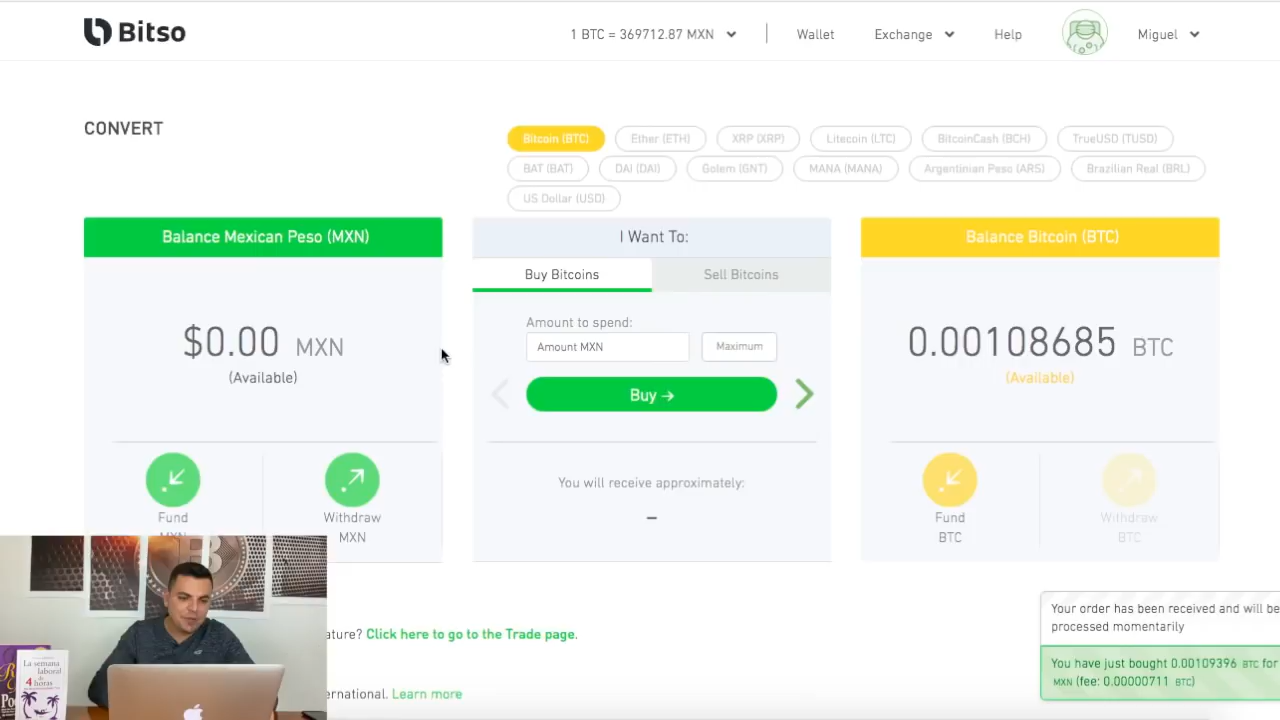 Bitso
1 BTC = 369712.87 MXN
Wallet
Exchange
Help
Miguel
CONVERT
Bitcoin (BTC)
Ether (ETH)
XRP (XRP)
Litecoin (LTC)
BitcoinCash (BCH)
TrueUSD (TUSD)
BAT (BAT)
DAI (DAI)
Golem (GNT)
MANA (MANA)
Argentinian Peso (ARS)
Brazilian Real (BRL)
US Dollar (USD)
Balance Mexican Peso (MXN)
$0.00 MXN
(Available)
Fund
MXN
Withdraw
MXN
I Want To:
Buy Bitcoins
Sell Bitcoins
Amount to spend:
Amount MXN
Maximum
Buy →
You will receive approximately:
–
Balance Bitcoin (BTC)
0.00108685 BTC
(Available)
Fund
BTC
Withdraw
BTC
ature? Click here to go to the Trade page.
ernational. Learn more
Your order has been received and will be
processed momentarily
You have just bought 0.00109396 BTC for
MXN (fee: 0.00000711 BTC)
La semana
laboral
de
4 horas